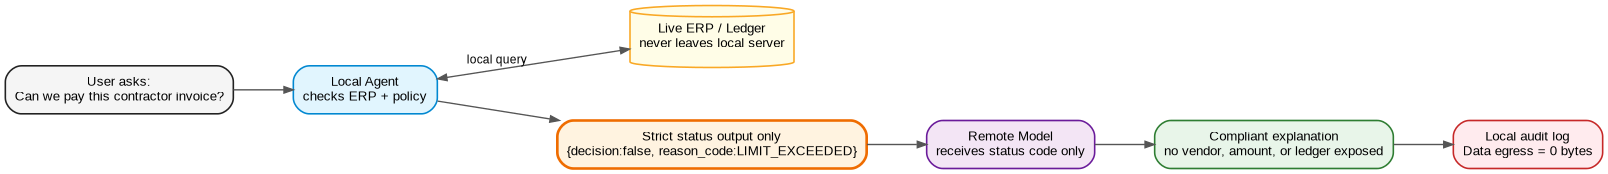 User asks:
Can we pay this contractor invoice?
Local Agent
checks ERP + policy
local query
Live ERP / Ledger
never leaves local server
Strict status output only
{decision:false, reason_code:LIMIT_EXCEEDED}
Remote Model
receives status code only
Compliant explanation
no vendor, amount, or ledger exposed
Local audit log
Data egress = 0 bytes